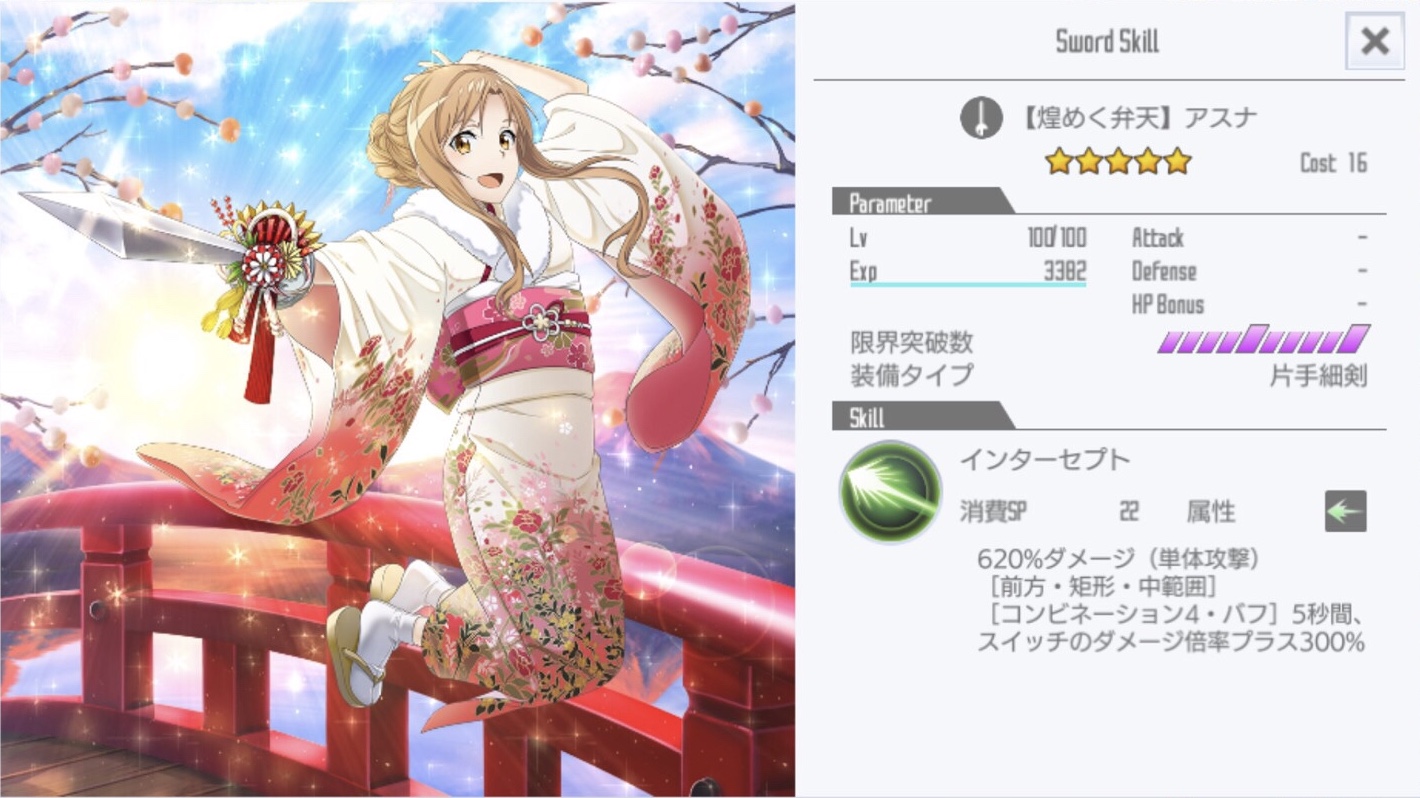 Sword Skill
【煌めく弁天】アスナ
Cost 16
Parameter
Lv 100/100 Attack -
Exp 3382 Defense -
HP Bonus -
限界突破数
装備タイプ 片手細剣
Skill
インターセプト
消費SP 22 属性
620%ダメージ（単体攻撃）
［前方・矩形・中範囲］
［コンビネーション4・バフ］5秒間、
スイッチのダメージ倍率プラス300%